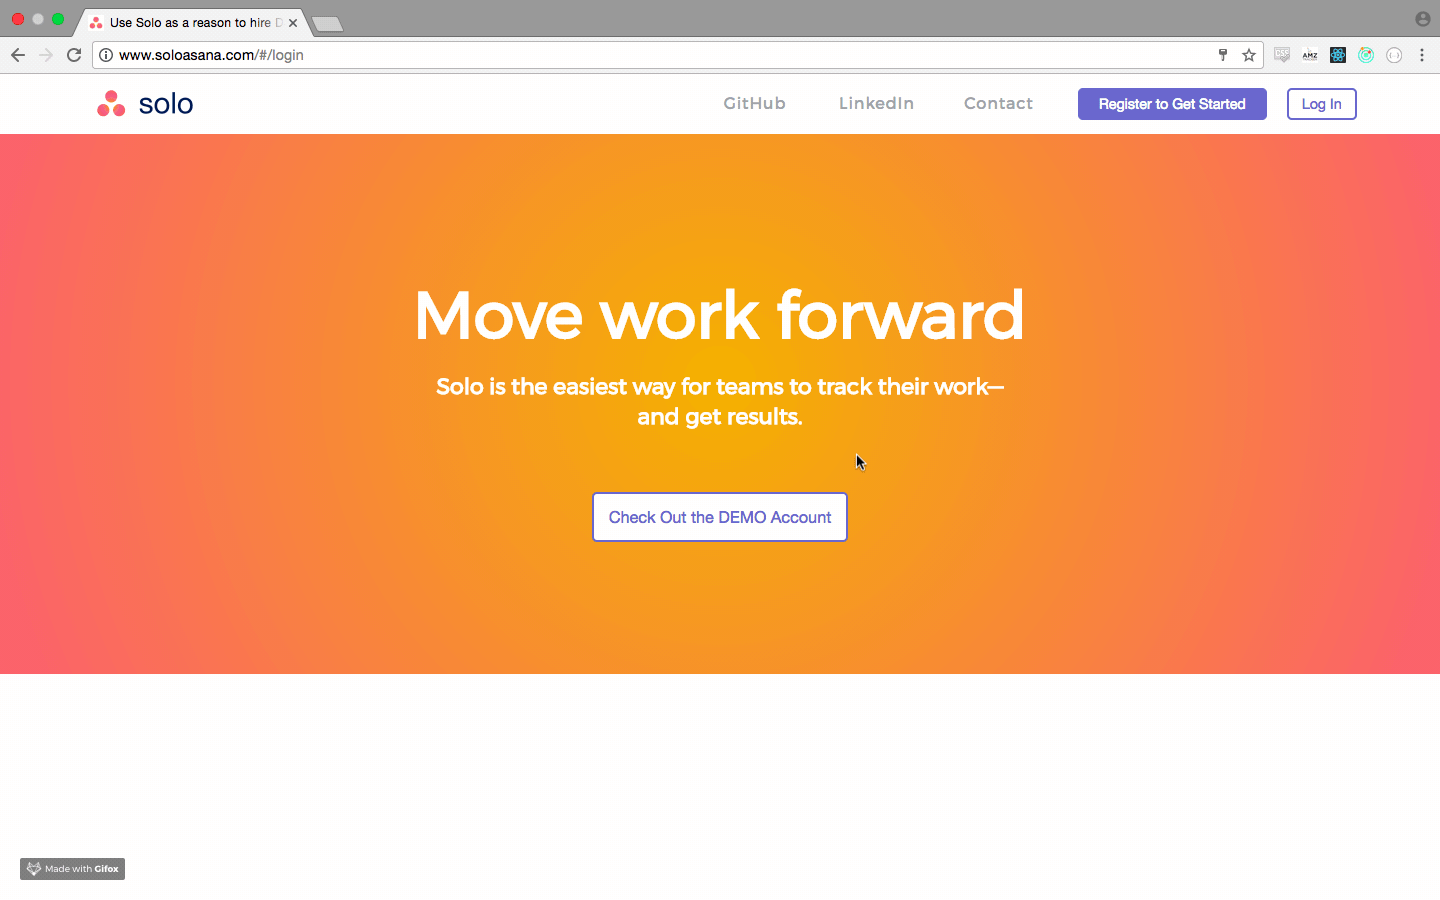 Use Solo as a reason to hire D
www.soloasana.com/#/login
AMZ
solo
GitHub
LinkedIn
Contact
Register to Get Started
Log In
Move work forward
Solo is the easiest way for teams to track their work—
and get results.
Check Out the DEMO Account
Made with Gifox